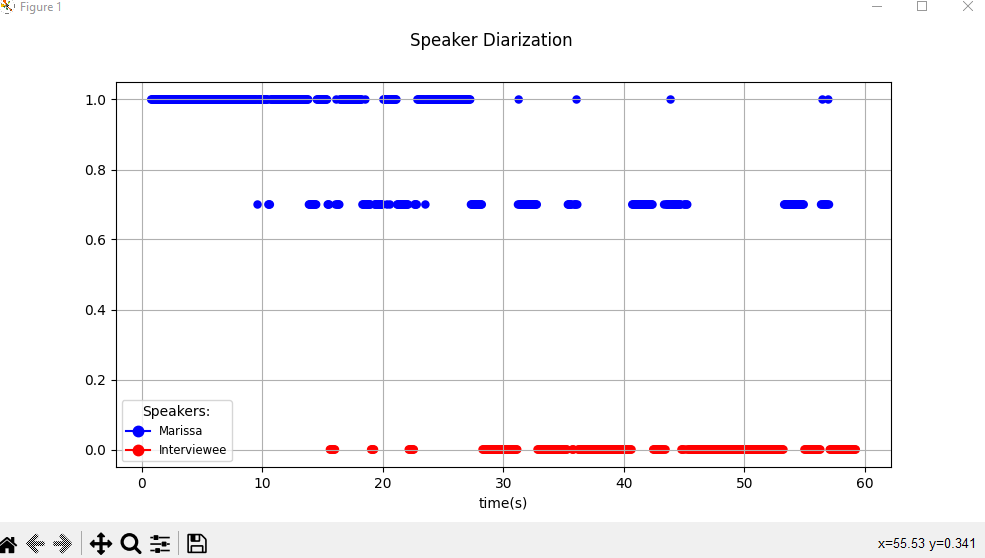 Figure 1
Speaker Diarization
1.0
0.8
0.6
0.4
0.2
0.0
Speakers:
Marissa
Interviewee
0 10 20 30 40 50 60
time(s)
x=55.53 y=0.341